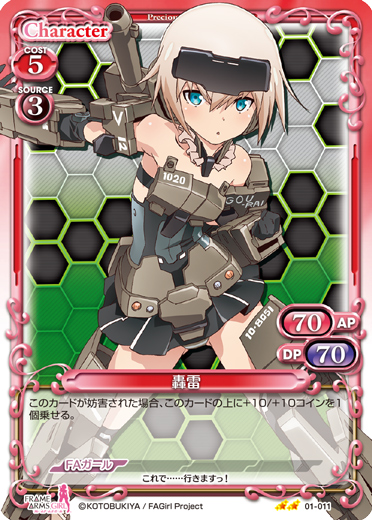 Precious
Character
COST
5
SOURCE
3
1020
GOU
-RAI
10-8051
70 AP
DP 70
轟雷
このカードが妨害された場合、このカードの上に+10/+10コインを1
個乗せる。
FAガール
これで……行きますっ!
FRAME
ARMS GIRL
©KOTOBUKIYA / FAGirl Project
01-011